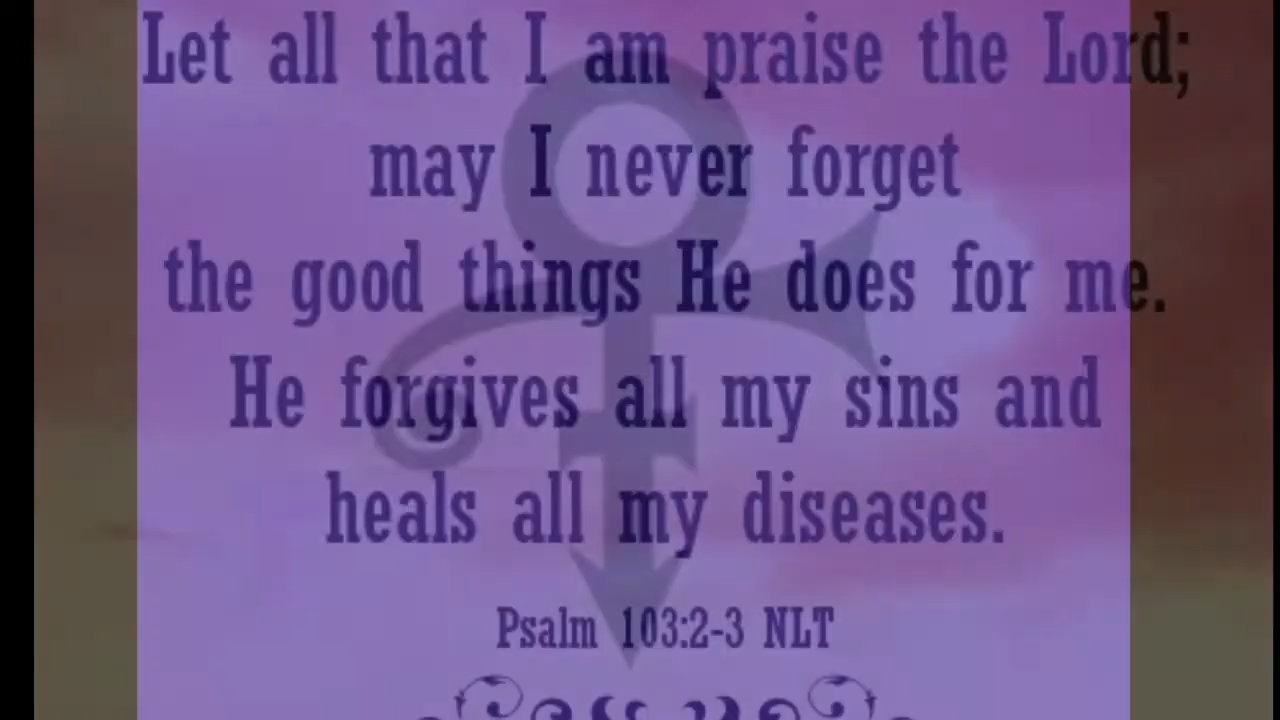 Let all that I am praise the Lord;
may I never forget
the good things He does for me.
He forgives all my sins and
heals all my diseases.
Psalm 103:2-3 NLT